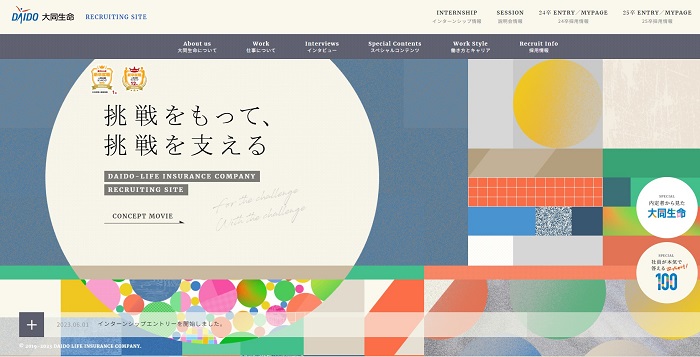 DAIDO 大同生命 RECRUITING SITE
INTERNSHIP
インターンシップ情報
SESSION
説明会情報
24卒 ENTRY／MYPAGE
24卒採用情報
25卒 ENTRY／MYPAGE
25卒採用情報
About us
大同生命について
Work
仕事について
Interviews
インタビュー
Special Contents
スペシャルコンテンツ
Work Style
働き方とキャリア
Recruit Info
採用情報
挑戦をもって、
挑戦を支える
DAIDO-LIFE INSURANCE COMPANY
RECRUITING SITE
For the challenge
With the challenge
CONCEPT MOVIE
SPECIAL
内定者から見た
大同生命
SPECIAL
社員が本気で
答える
100
2023.06.01 インターンシップエントリーを開始しました。
© 2019-2023 DAIDO LIFE INSURANCE COMPANY.